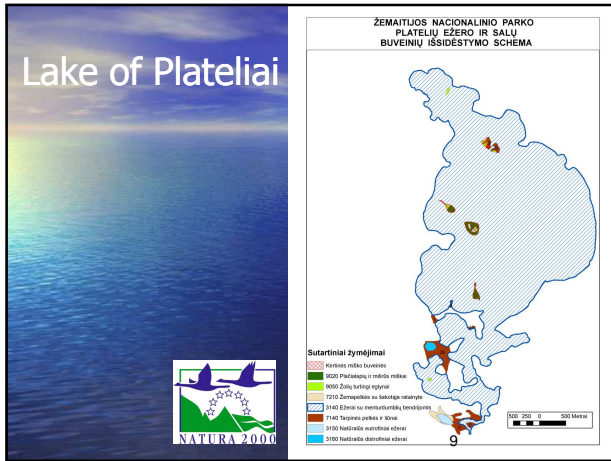 Lake of Plateliai
NATURA 2000
ŽEMAITIJOS NACIONALINIO PARKO
PLATELIŲ EŽERO IR SALŲ
BUVEINIŲ IŠSIDĖSTYMO SCHEMA
Sutartiniai žymėjimai
Kertinės miško buveinės
9020 Plačialapių ir mišrūs miškai
9050 Žolių turtingi eglynai
7210 Žemapelkės su šakotąja ratainyte
3140 Ežerai su menturdumblių bendrijomis
7140 Tarpinės pelkės ir liūnai
3150 Natūralūs eutrofiniai ežerai
3160 Natūralūs distrofiniai ežerai
500 250 0 500 Metrai
9